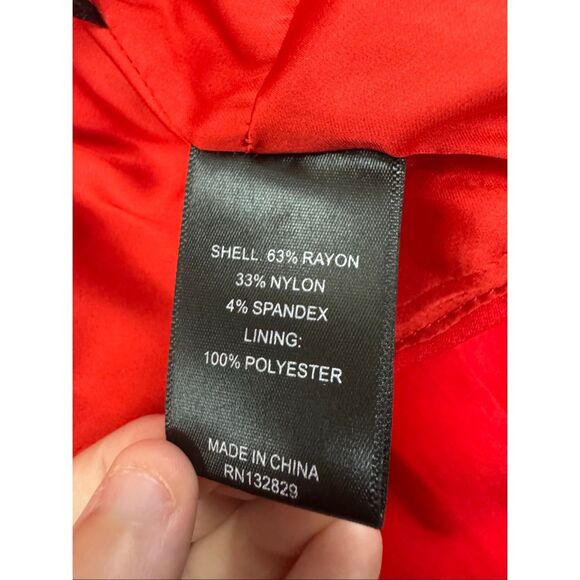 SHELL: 63% RAYON
33% NYLON
4% SPANDEX
LINING:
100% POLYESTER
MADE IN CHINA
RN132829